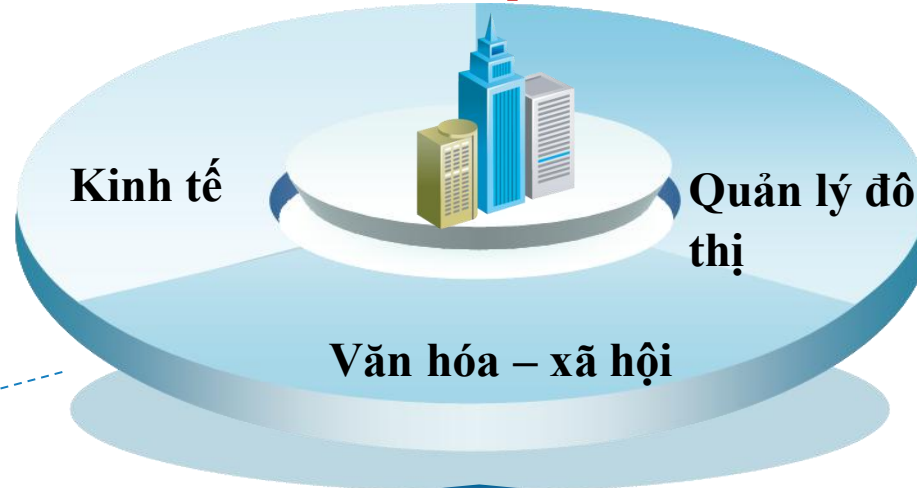 Kinh tế
Quản lý đô
thị
Văn hóa – xã hội